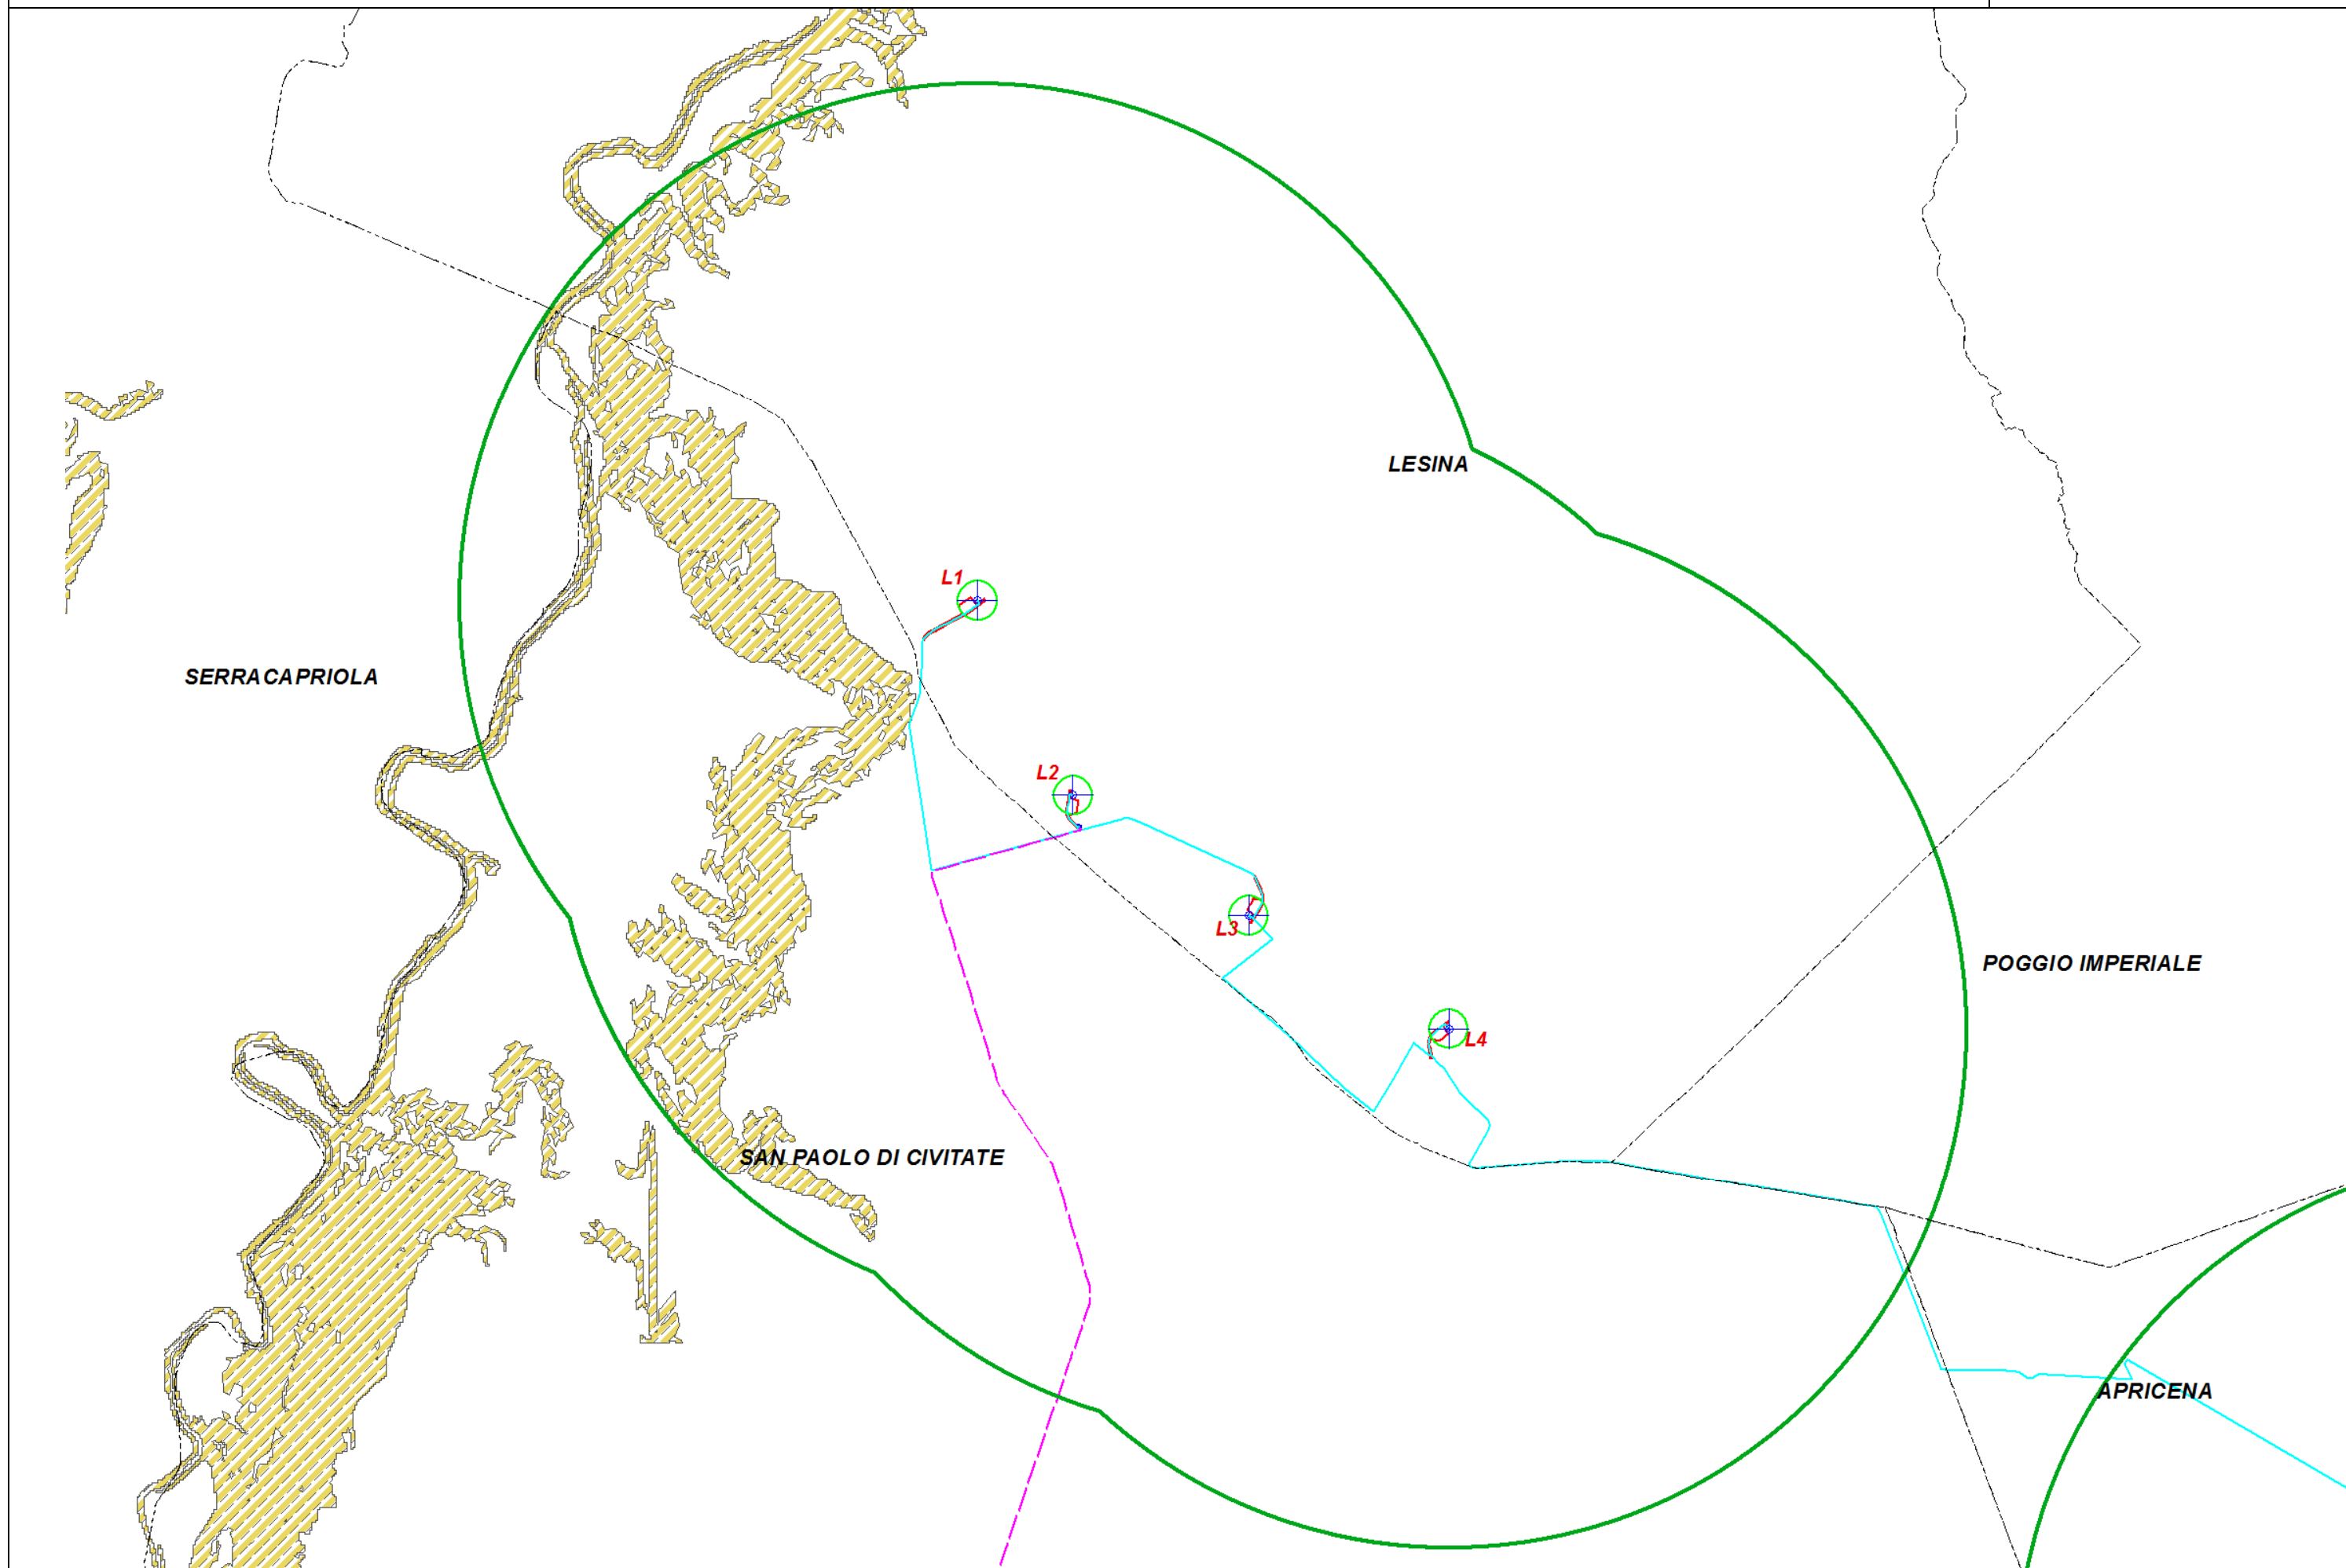 LESINA
L1
SERRACAPRIOLA
L2
L3
POGGIO IMPERIALE
L4
SAN PAOLO DI CIVITATE
APRICENA